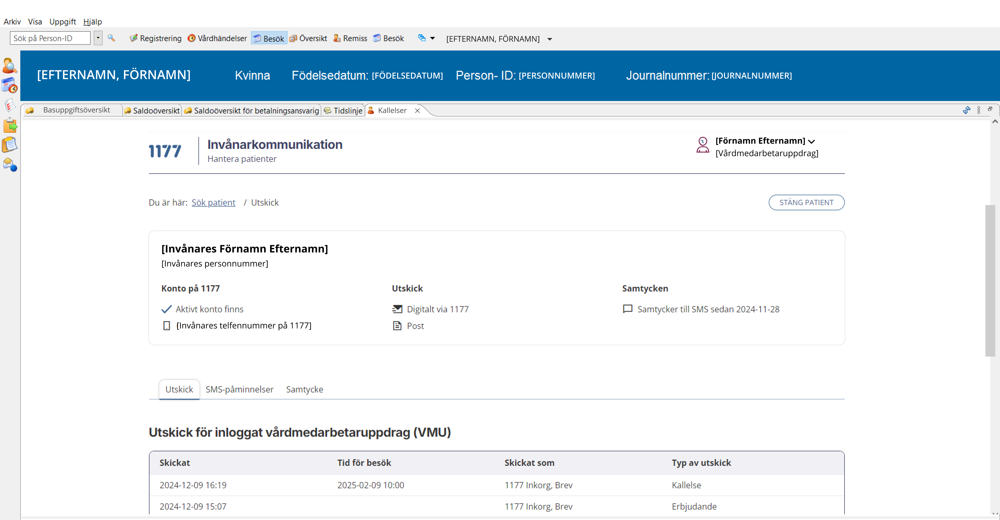 Arkiv Visa Uppgift Hjälp
Sök på Person-ID Registrering Vårdhändelser Besök Översikt Remiss Besök [EFTERNAMN, FÖRNAMN]
[EFTERNAMN, FÖRNAMN] Kvinna Födelsedatum: [FÖDELSEDATUM] Person- ID: [PERSONNUMMER] Journalnummer: [JOURNALNUMMER]
Basuppgiftsöversikt Saldoöversikt Saldoöversikt för betalningsansvarig Tidslinje Kallelser
1177 Invånarkommunikation
Hantera patienter
[Förnamn Efternamn]
[Vårdmedarbetaruppdrag]
Du är här: Sök patient / Utskick STÄNG PATIENT
[Invånares Förnamn Efternamn]
[Invånares personnummer]
Konto på 1177 Utskick Samtycken
Aktivt konto finns Digitalt via 1177 Samtycker till SMS sedan 2024-11-28
[Invånares telfennummer på 1177] Post
Utskick SMS-påminnelser Samtycke
Utskick för inloggat vårdmedarbetaruppdrag (VMU)
Skickat Tid för besök Skickat som Typ av utskick
2024-12-09 16:19 2025-02-09 10:00 1177 Inkorg, Brev Kallelse
2024-12-09 15:07 1177 Inkorg, Brev Erbjudande